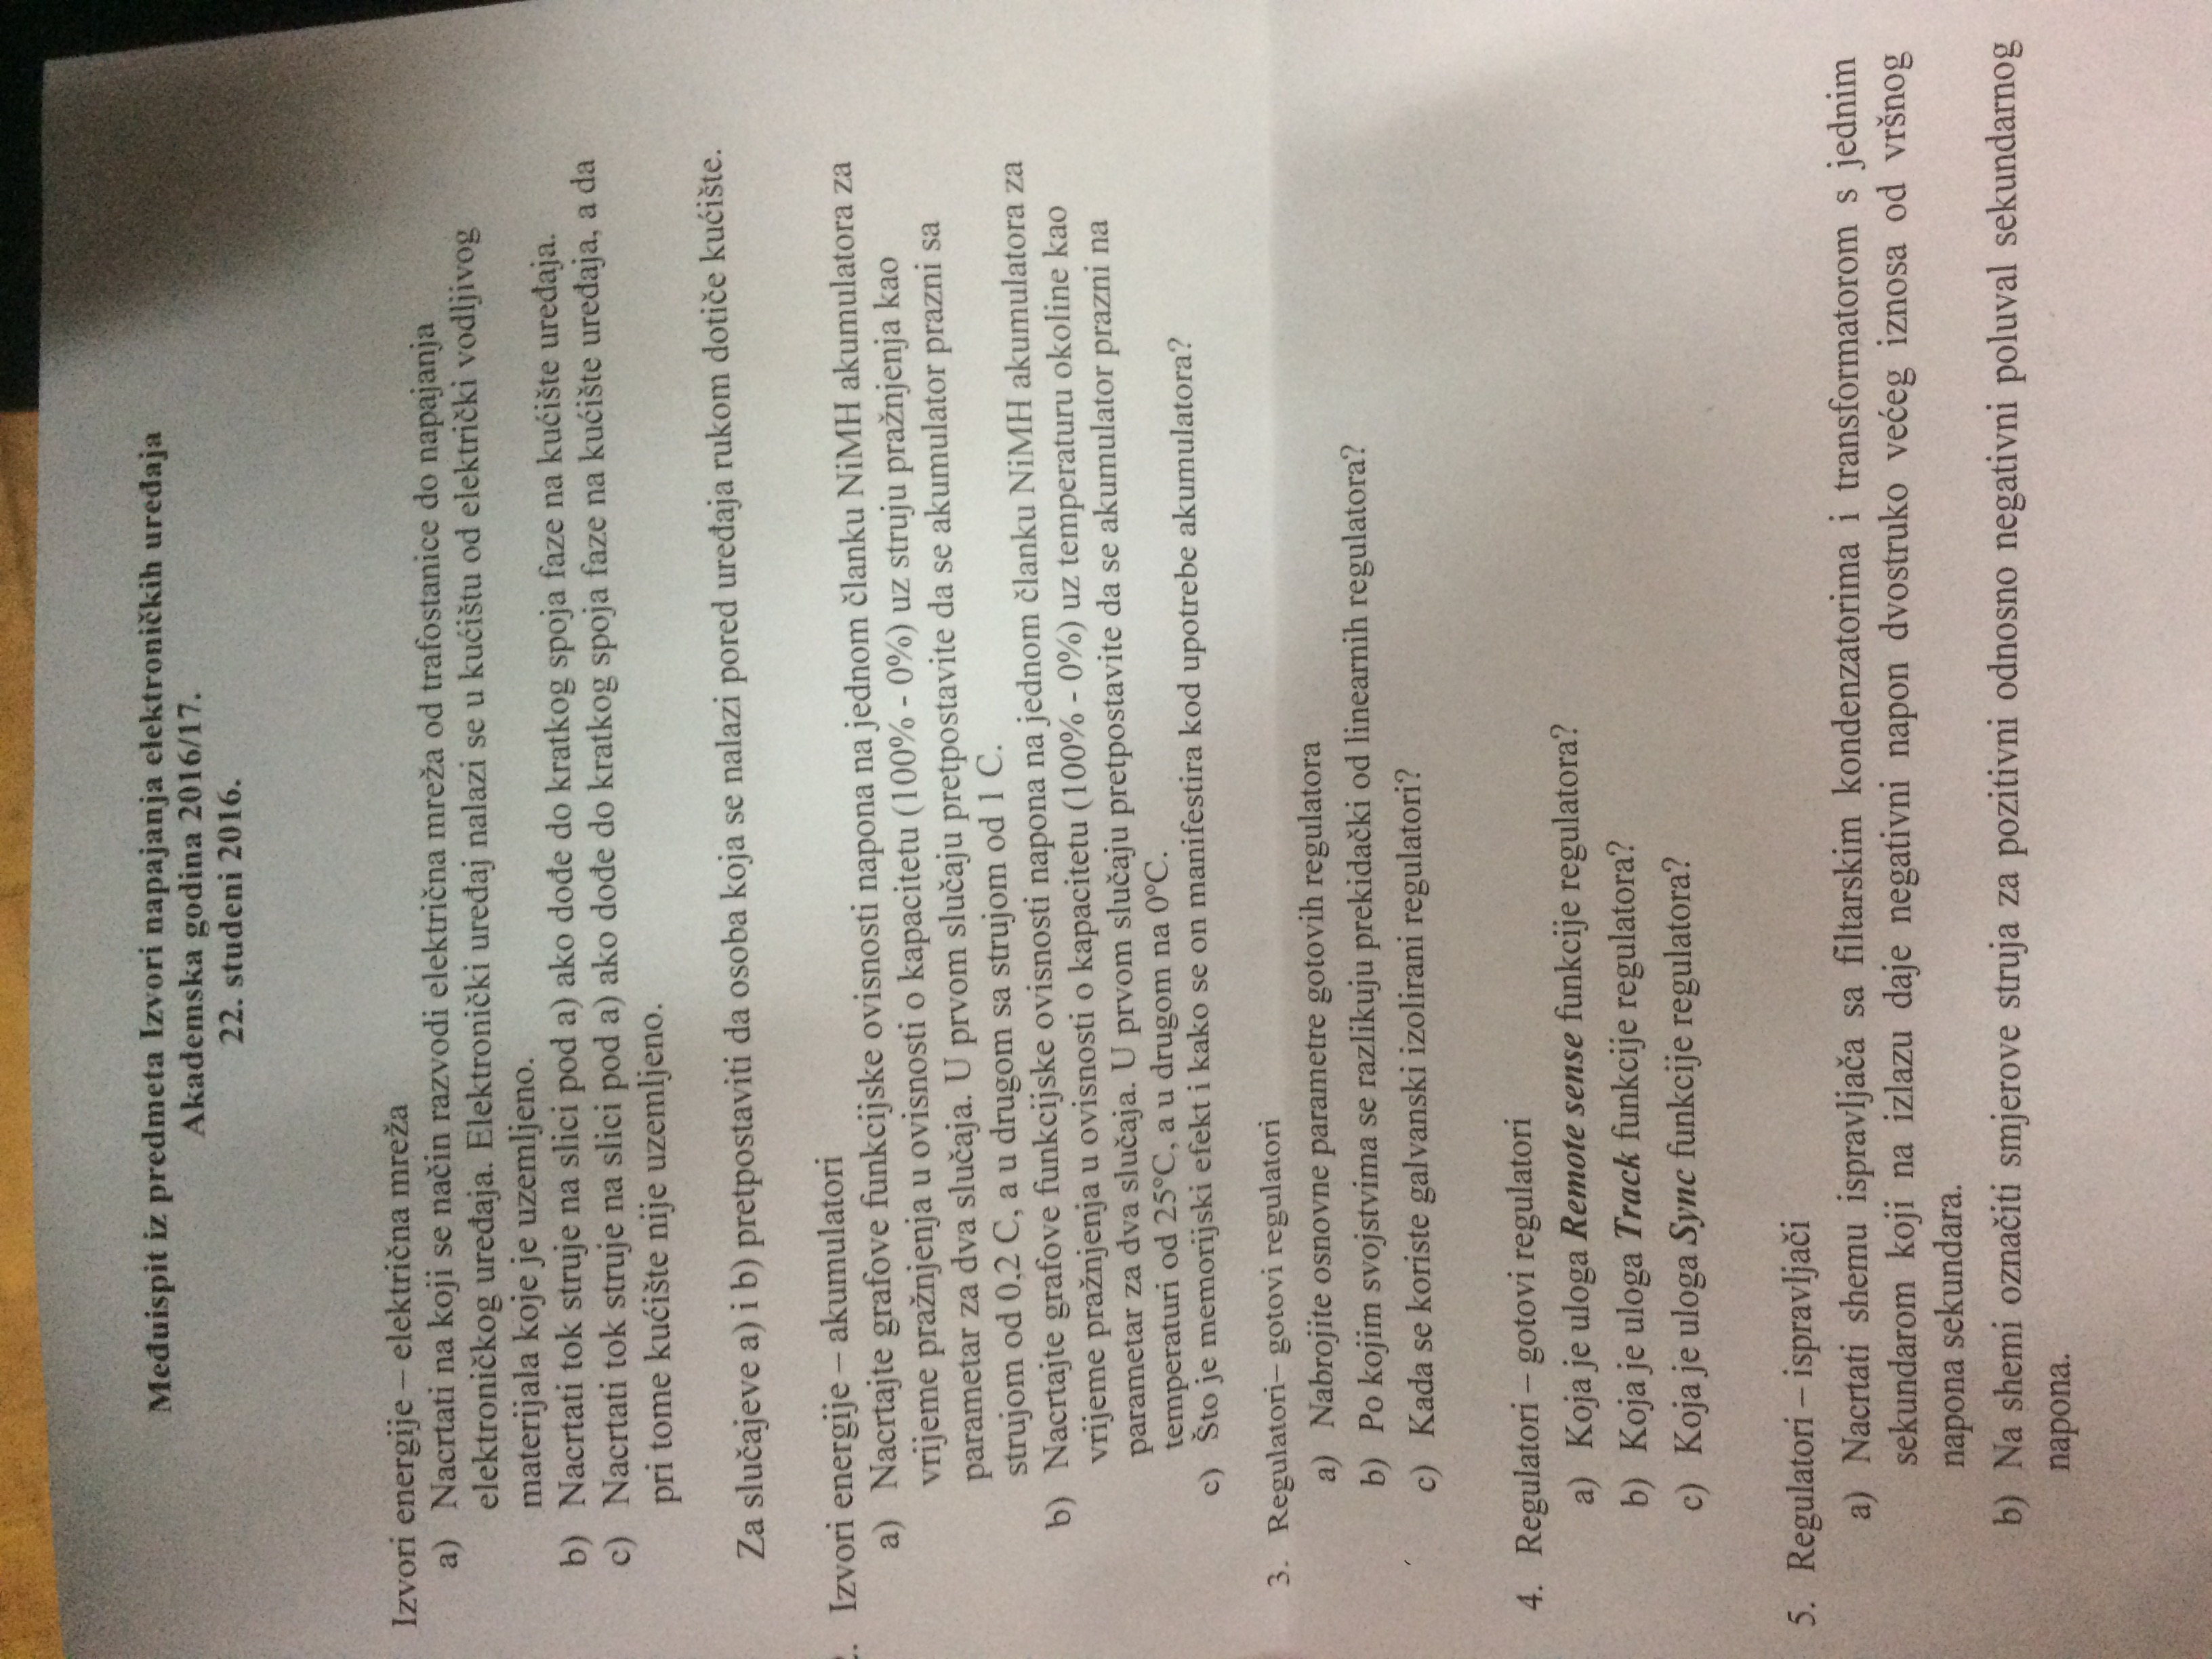 Međuispit iz predmeta Izvori napajanja elektroničkih uređaja
Akademska godina 2016/17.
22. studeni 2016.
Izvori energije – električna mreža
a) Nacrtati na koji se način razvodi električna mreža od trafostanice do napajanja
elektroničkog uređaja. Elektronički uređaj nalazi se u kućištu od električki vodljivog
materijala koje je uzemljeno.
b) Nacrtati tok struje na slici pod a) ako dođe do kratkog spoja faze na kućište uređaja.
c) Nacrtati tok struje na slici pod a) ako dođe do kratkog spoja faze na kućište uređaja, a da
pri tome kućište nije uzemljeno.
Za slučajeve a) i b) pretpostaviti da osoba koja se nalazi pored uređaja rukom dotiče kućište.
2. Izvori energije – akumulatori
a) Nacrtajte grafove funkcijske ovisnosti napona na jednom članku NiMH akumulatora za
vrijeme pražnjenja u ovisnosti o kapacitetu (100% - 0%) uz struju pražnjenja kao
parametar za dva slučaja. U prvom slučaju pretpostavite da se akumulator prazni sa
strujom od 0.2 C, a u drugom sa strujom od 1 C.
b) Nacrtajte grafove funkcijske ovisnosti napona na jednom članku NiMH akumulatora za
vrijeme pražnjenja u ovisnosti o kapacitetu (100% - 0%) uz temperaturu okoline kao
parametar za dva slučaja. U prvom slučaju pretpostavite da se akumulator prazni na
temperaturi od 25°C, a u drugom na 0°C.
c) Što je memorijski efekt i kako se on manifestira kod upotrebe akumulatora?
3. Regulatori– gotovi regulatori
a) Nabrojite osnovne parametre gotovih regulatora
b) Po kojim svojstvima se razlikuju prekidački od linearnih regulatora?
c) Kada se koriste galvanski izolirani regulatori?
4. Regulatori – gotovi regulatori
a) Koja je uloga Remote sense funkcije regulatora?
b) Koja je uloga Track funkcije regulatora?
c) Koja je uloga Sync funkcije regulatora?
5. Regulatori – ispravljači
a) Nacrtati shemu ispravljača sa filtarskim kondenzatorima i transformatorom s jednim
sekundarom koji na izlazu daje negativni napon dvostruko većeg iznosa od vršnog
napona sekundara.
b) Na shemi označiti smjerove struja za pozitivni odnosno negativni poluval sekundarnog
napona.